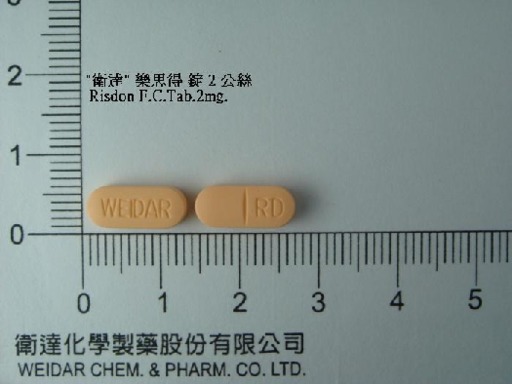 "衛達" 樂思得 錠 2 公絲
Risdon F.C.Tab.2mg.
2
1
0
WEIDAR
RD
0 1 2 3 4 5
衛達化學製藥股份有限公司
WEIDAR CHEM. & PHARM. CO. LTD.